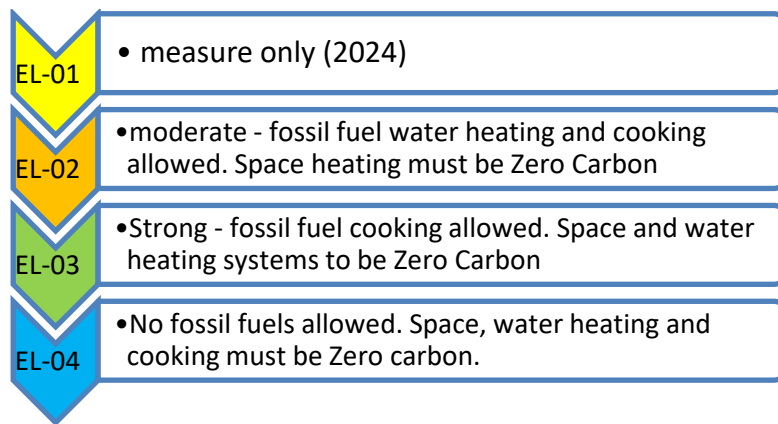 EL-01
• measure only (2024)
EL-02
•moderate - fossil fuel water heating and cooking
allowed. Space heating must be Zero Carbon
EL-03
•Strong - fossil fuel cooking allowed. Space and water
heating systems to be Zero Carbon
EL-04
•No fossil fuels allowed. Space, water heating and
cooking must be Zero carbon.